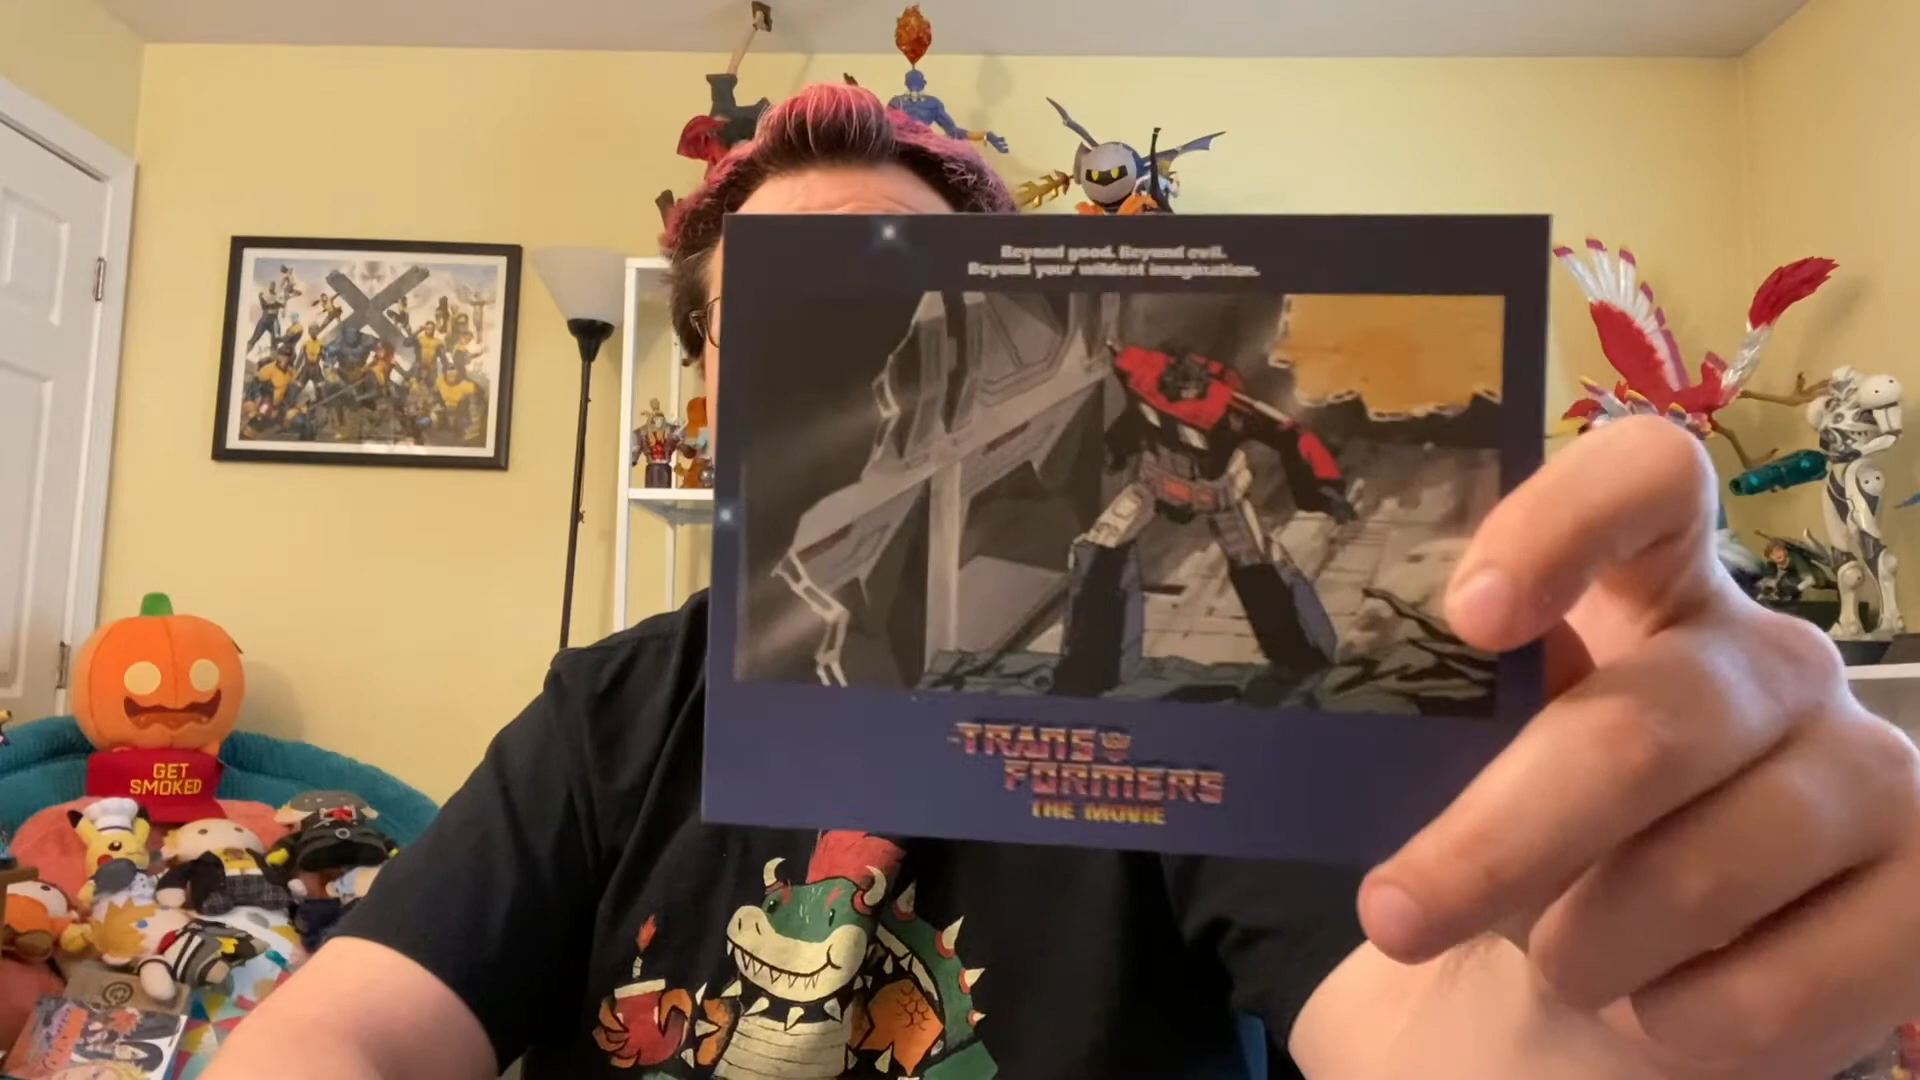 Beyond good. Beyond evil.
Beyond your wildest imagination.
TRANS
FORMERS
THE MOVIE
GET
SMOKED